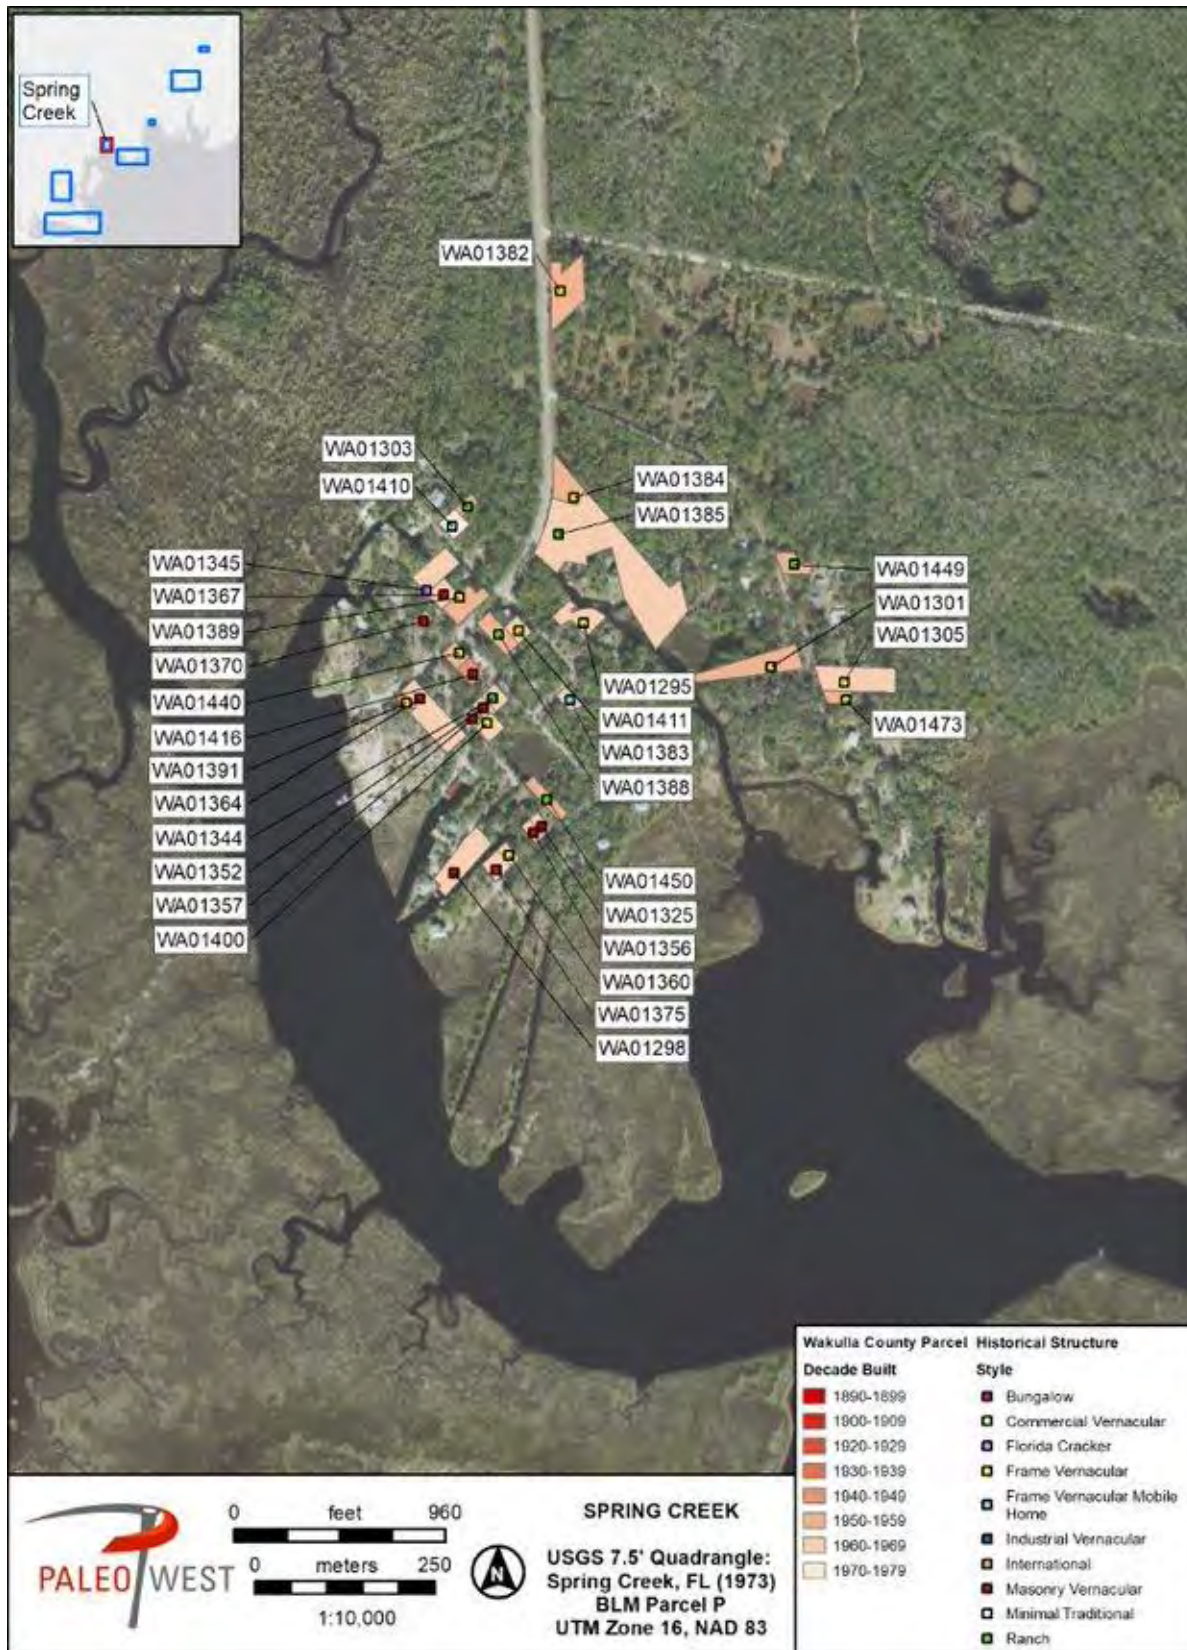 Spring
Creek
WA01382
WA01303
WA01410
WA01384
WA01385
WA01345
WA01367
WA01389
WA01370
WA01440
WA01416
WA01391
WA01364
WA01344
WA01352
WA01357
WA01400
WA01449
WA01301
WA01305
WA01473
WA01295
WA01411
WA01383
WA01388
WA01450
WA01325
WA01356
WA01360
WA01375
WA01298
Wakulla County Parcel
Decade Built
1890-1899
1900-1909
1920-1929
1930-1939
1940-1949
1950-1959
1960-1969
1970-1979
Historical Structure
Style
Bungalow
Commercial Vernacular
Florida Cracker
Frame Vernacular
Frame Vernacular Mobile
Home
Industrial Vernacular
International
Masonry Vernacular
Minimal Traditional
Ranch
PALEO WEST
0 feet 960
0 meters 250
1:10,000
N
SPRING CREEK
USGS 7.5' Quadrangle:
Spring Creek, FL (1973)
BLM Parcel P
UTM Zone 16, NAD 83